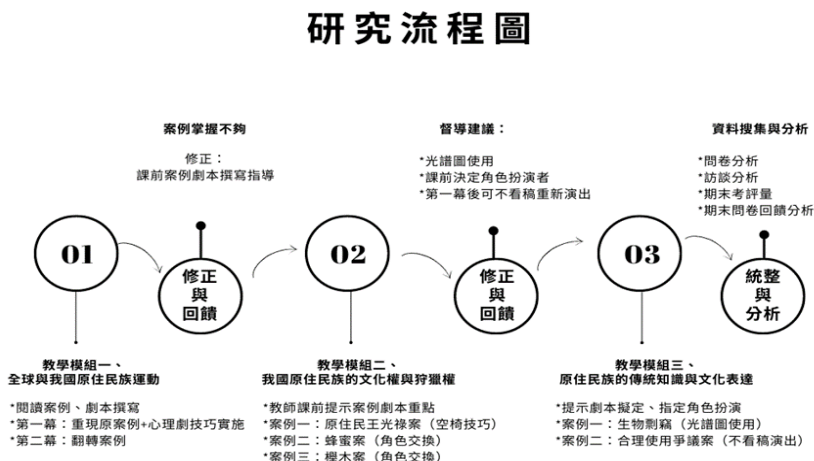 研究流程圖
案例掌握不夠
修正：
課前案例劇本撰寫指導
督導建議：
*光譜圖使用
*課前決定角色扮演者
*第一幕後可不看稿重新演出
資料搜集與分析
*問卷分析
*訪談分析
*期末考評量
*期末問卷回饋分析
01
修正
與
回饋
02
修正
與
回饋
03
統整
與
分析
教學模組一、
全球與我國原住民族運動
*閱讀案例、劇本撰寫
*第一幕：重現原案例+心理劇技巧實施
*第二幕：翻轉案例
教學模組二、
我國原住民族的文化權與狩獵權
*教師課前提示案例劇本重點
*案例一：原住民王光祿案（空椅技巧）
案例二：蜂蜜案（角色交換）
案例三：櫸木案（角色交換）
教學模組三、
原住民族的傳統知識與文化表達
*提示劇本擬定、指定角色扮演
*案例一：生物剽竊（光譜圖使用）
*案例二：合理使用爭議案（不看稿演出）